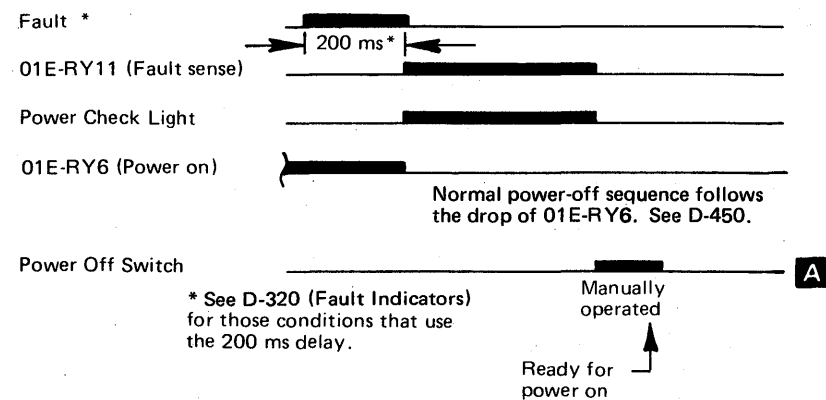 Fault *
200 ms*
01E-RY11 (Fault sense)
Power Check Light
01E-RY6 (Power on)
Normal power-off sequence follows
the drop of 01E-RY6. See D-450.
Power Off Switch
A
Manually
operated
* See D-320 (Fault Indicators)
for those conditions that use
the 200 ms delay.
Ready for
power on